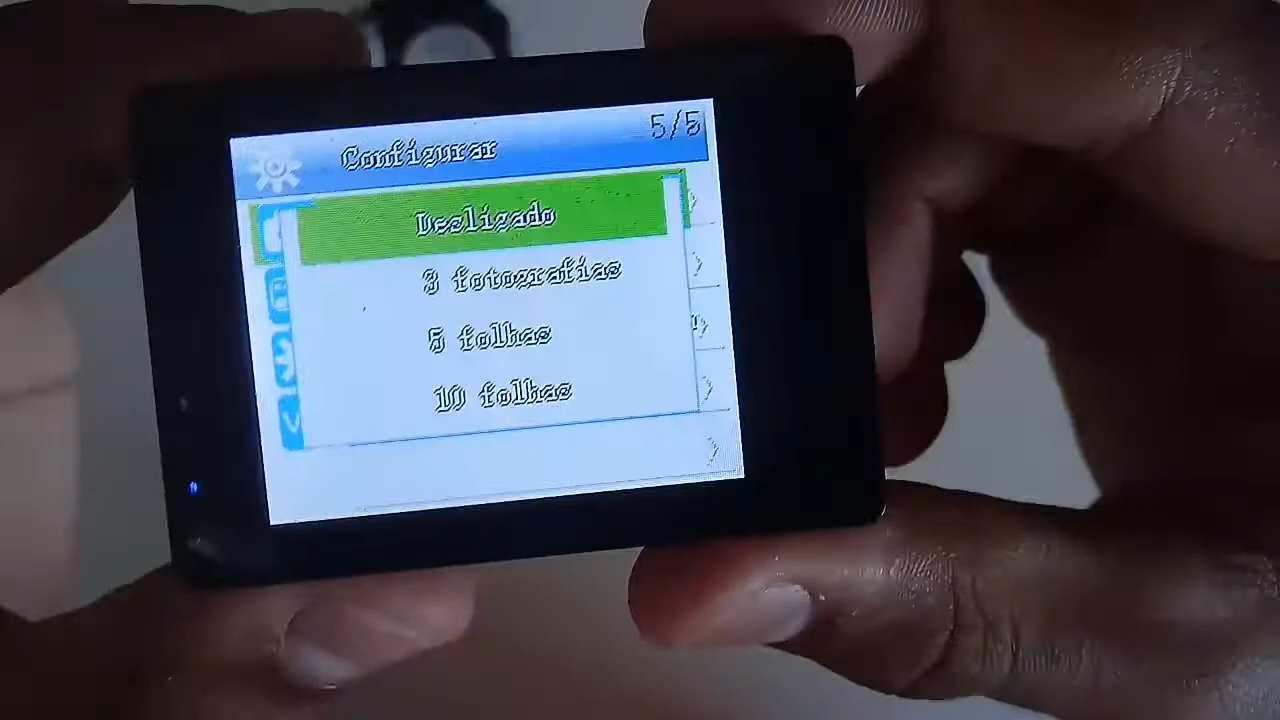 Configurar
5/5
Desligado
3 fotografias
5 folhas
10 folhas